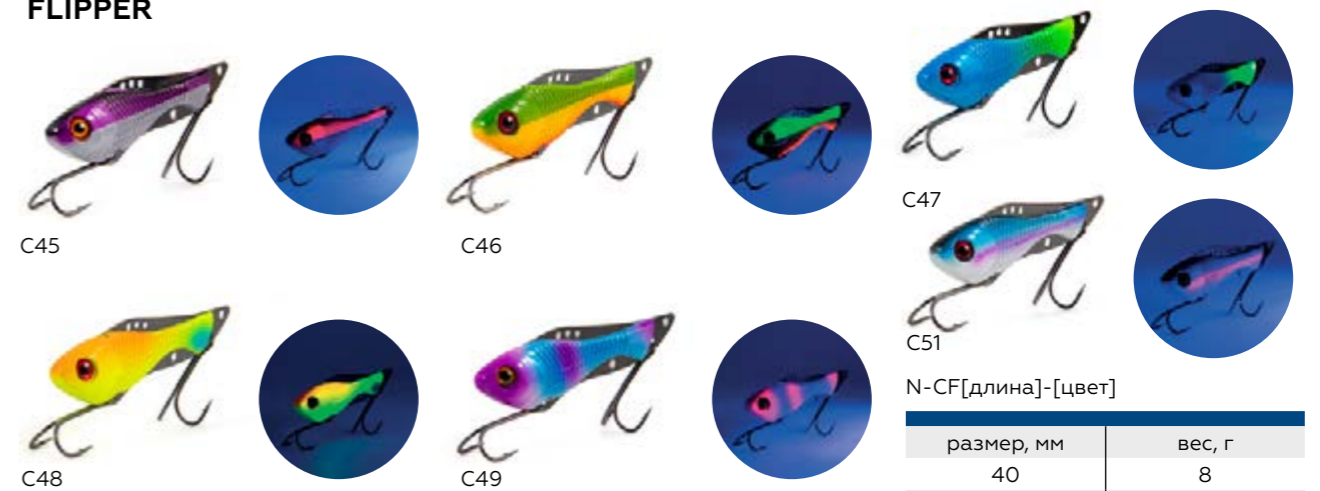 FLIPPER
C45
C46
C47
C51
C48
C49
N-CF[длина]-[цвет]
размер, мм вес, г
40 8